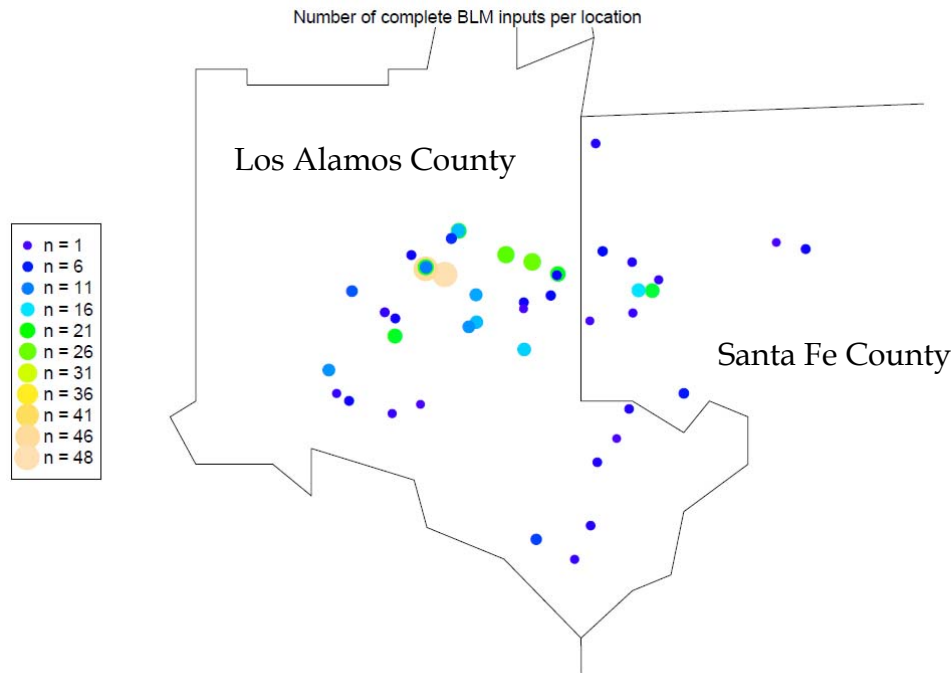 Number of complete BLM inputs per location
Los Alamos County
n = 1
n = 6
n = 11
n = 16
n = 21
n = 26
n = 31
n = 36
n = 41
n = 46
n = 48
Santa Fe County